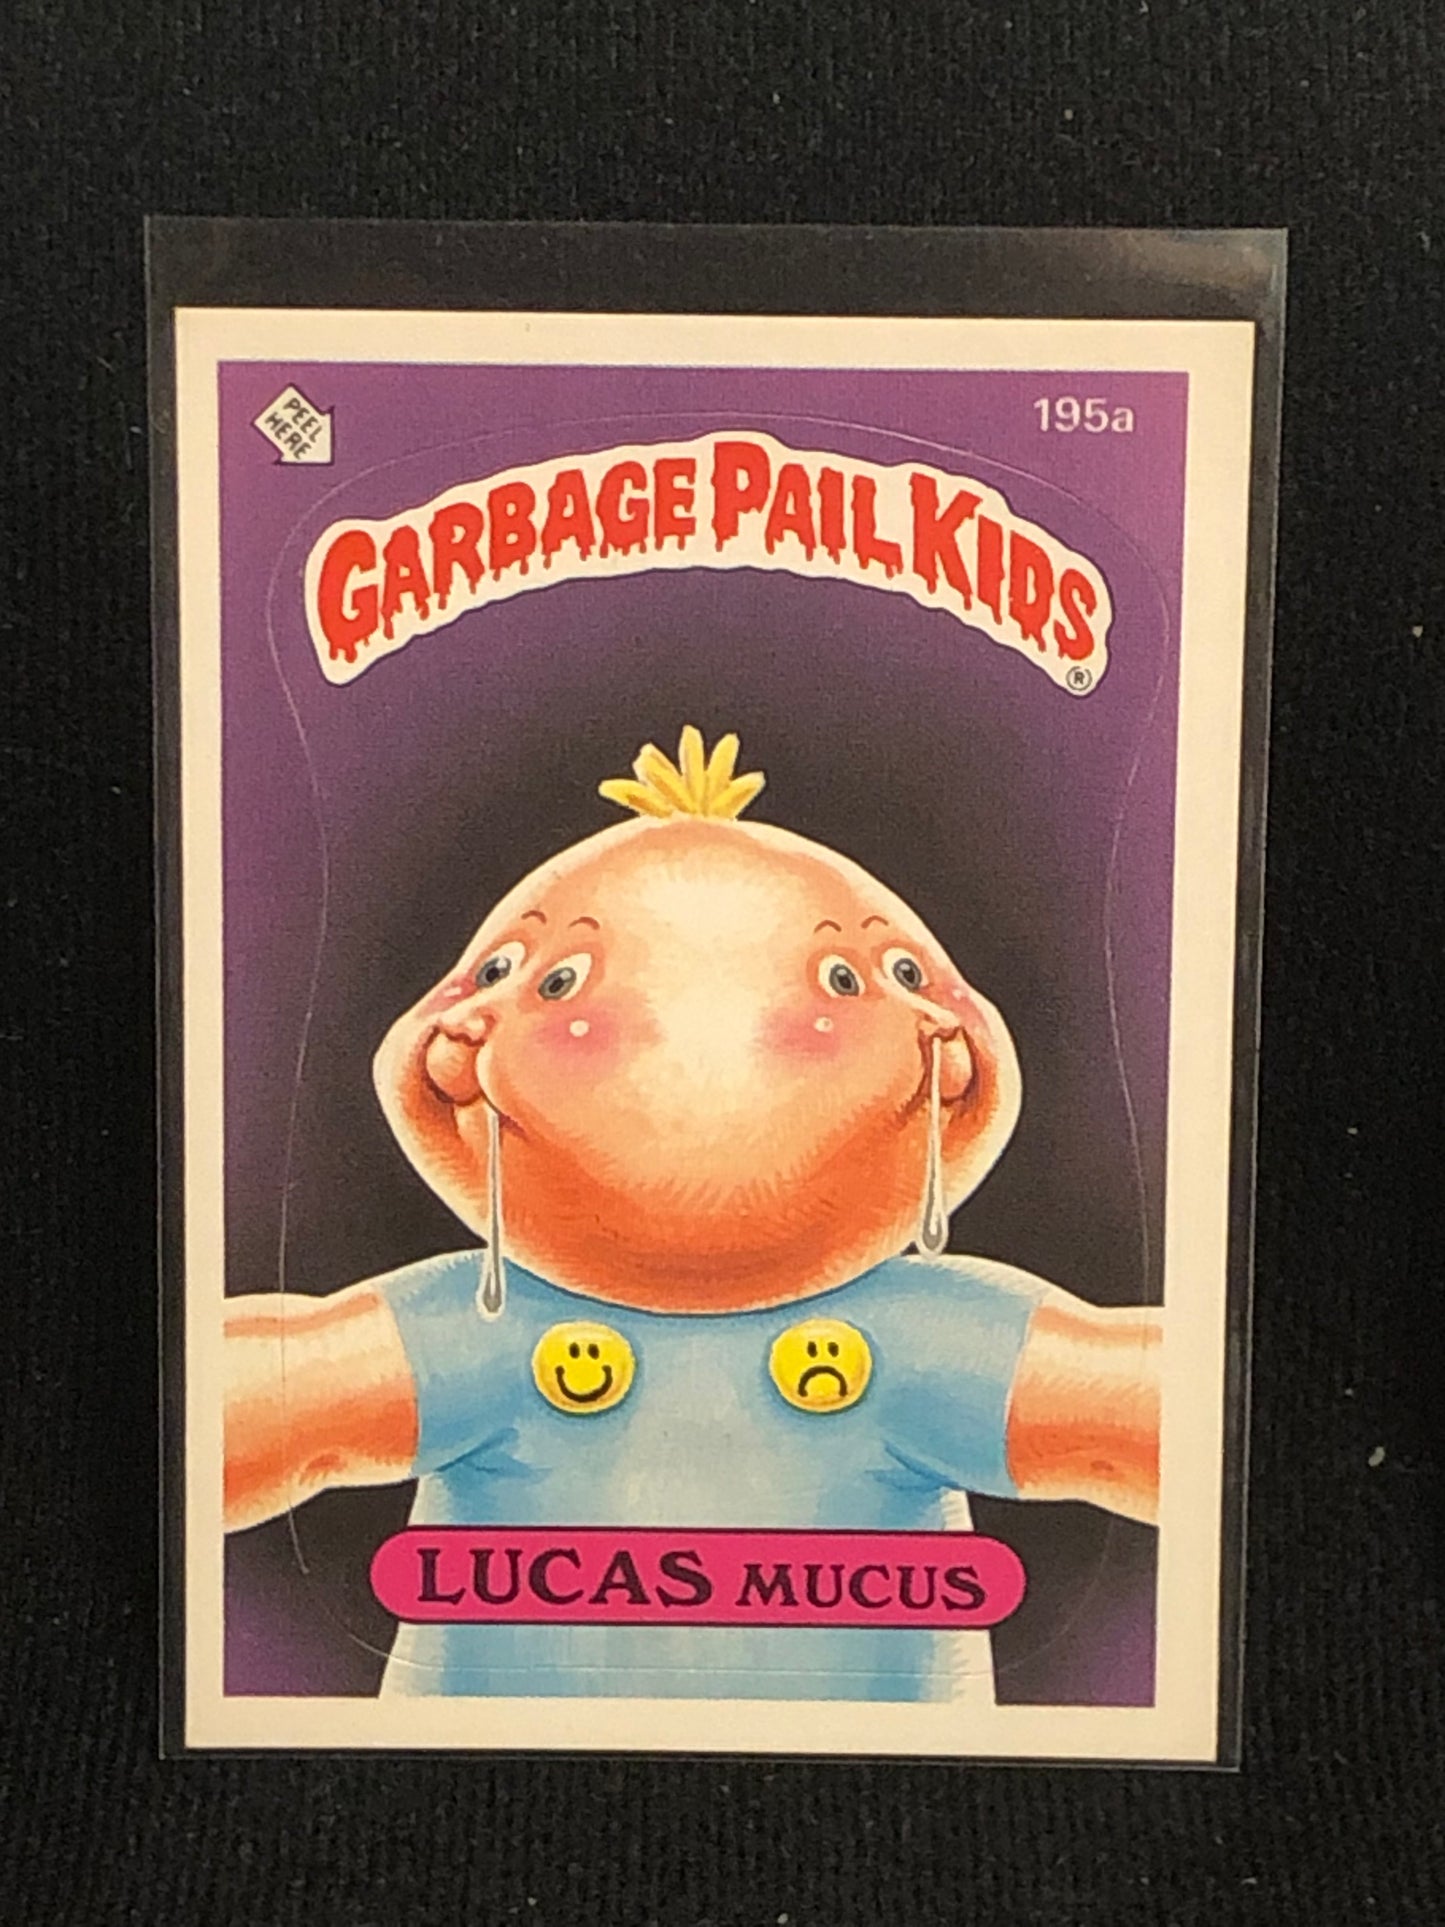 PEEL
HERE
195a
GARBAGE PAIL KIDS
®
LUCAS MUCUS